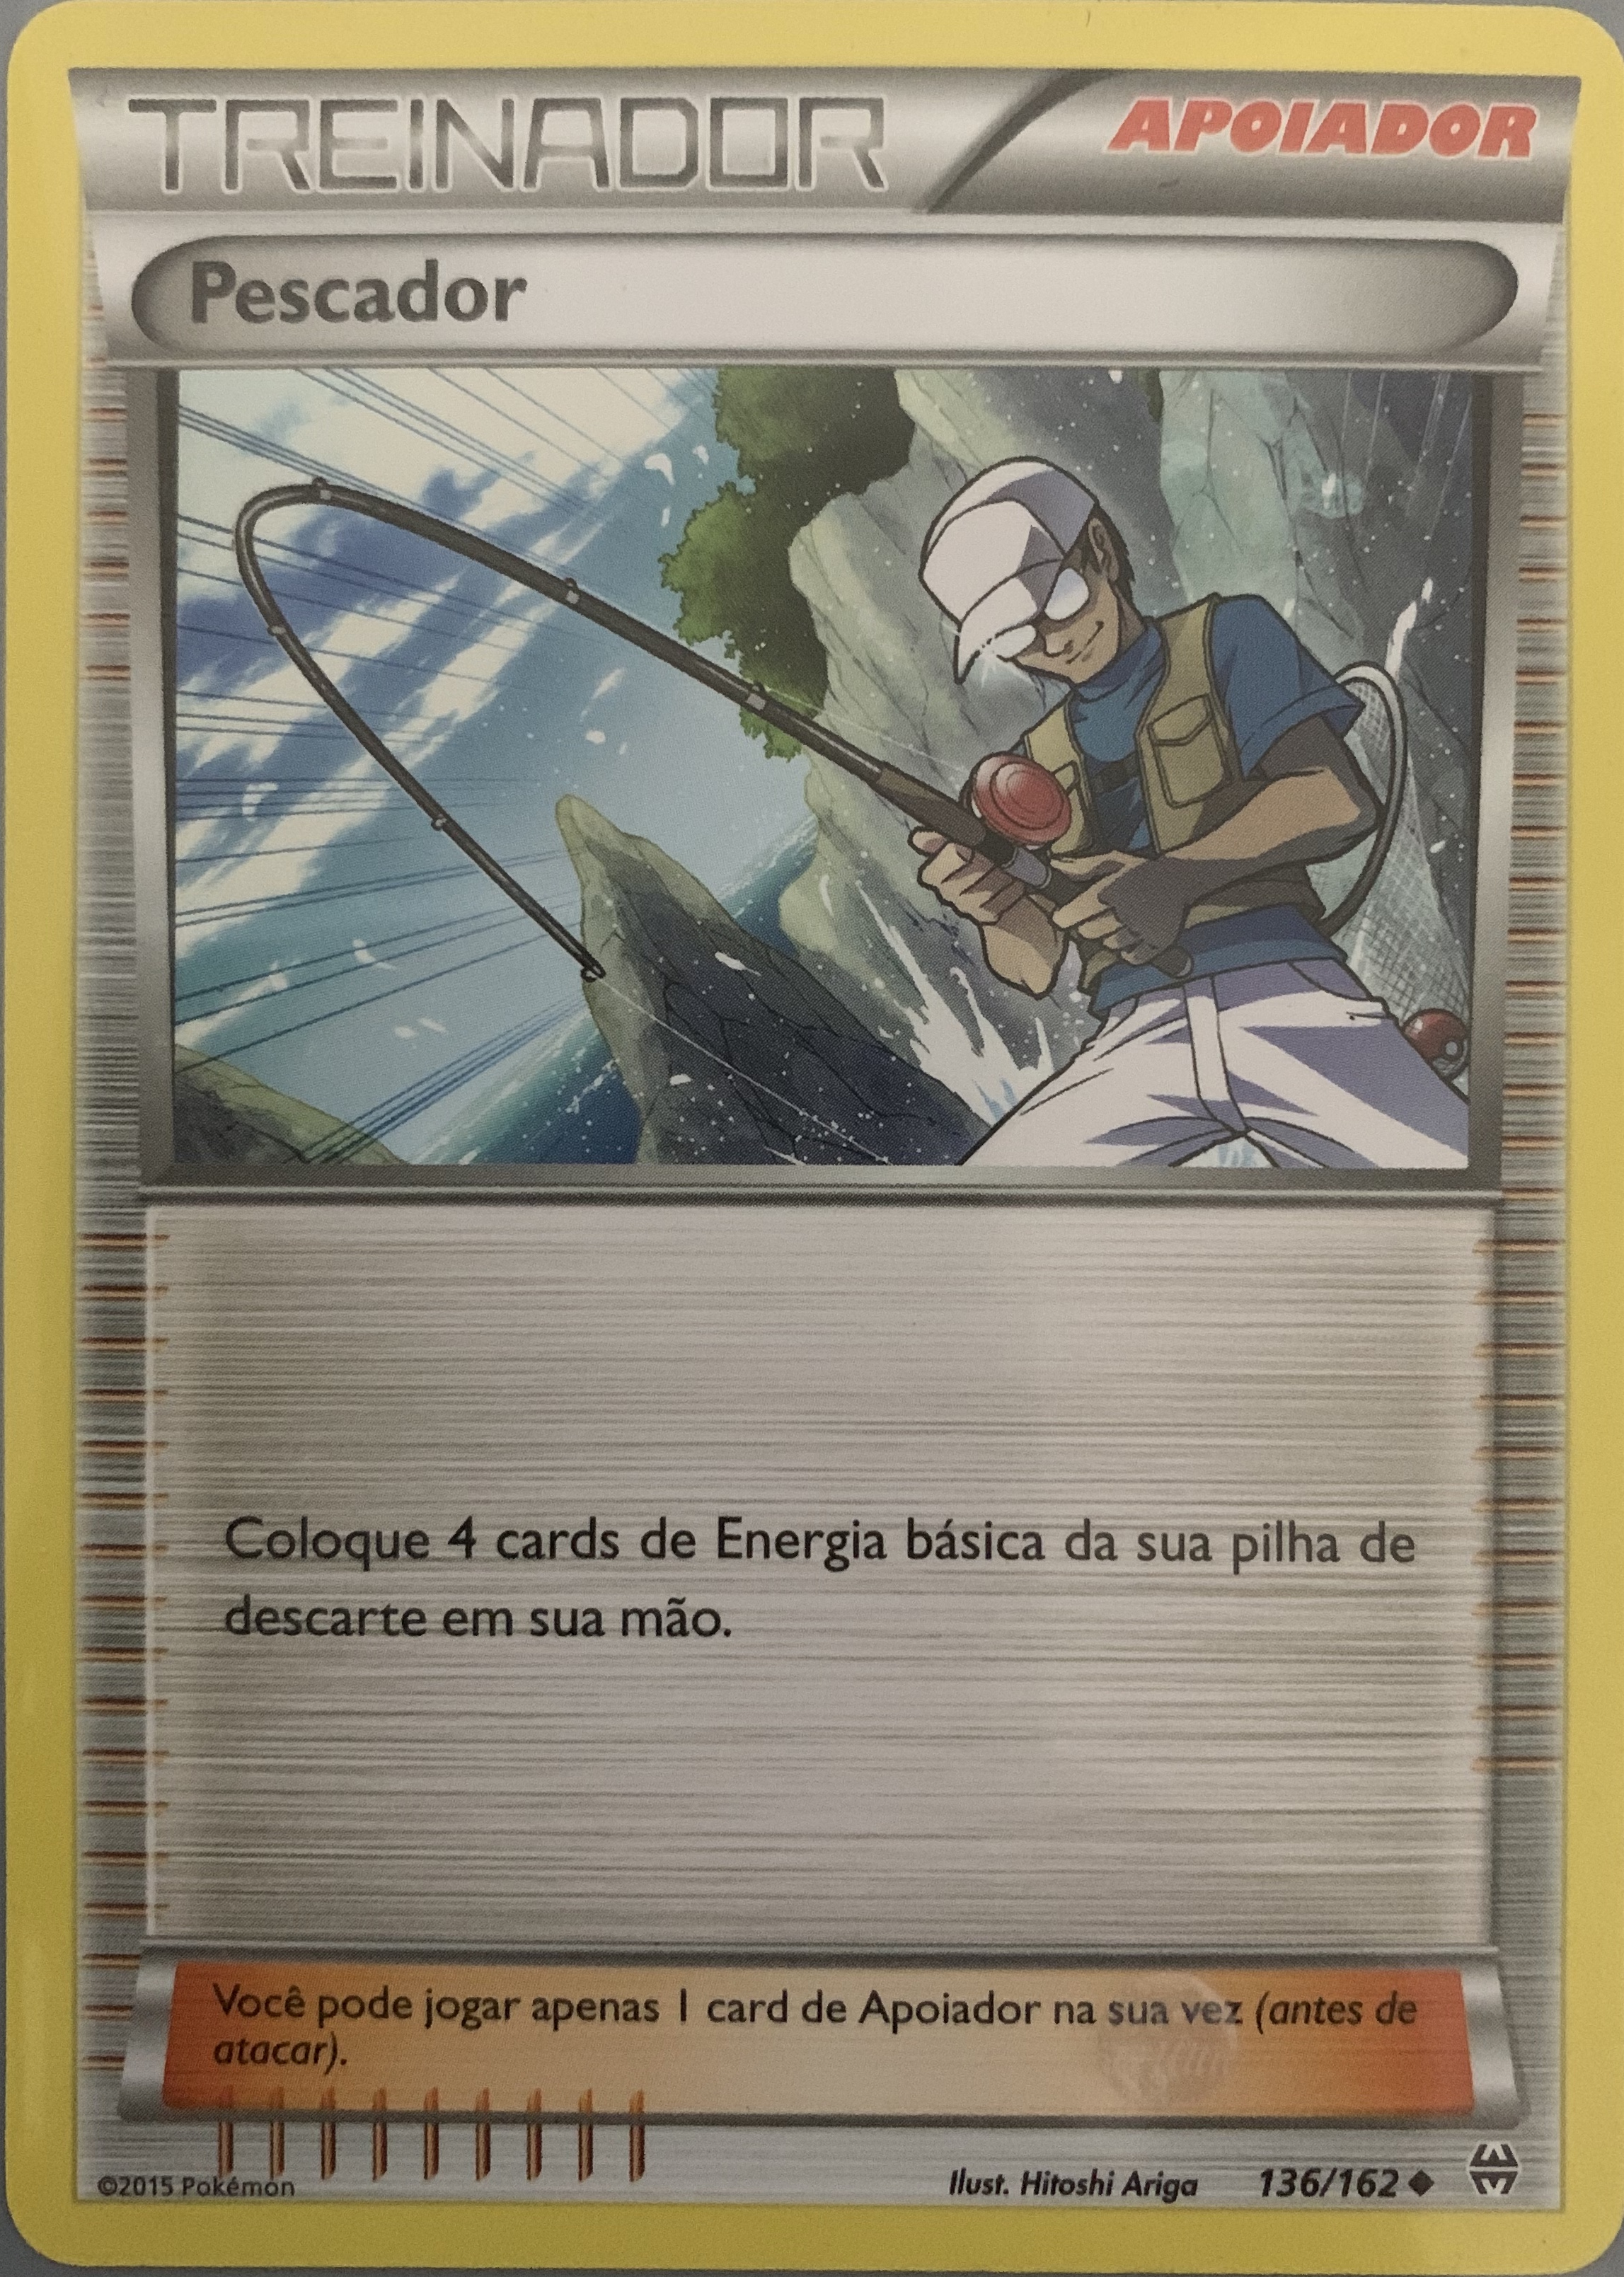 TREINADOR
APOIADOR
Pescador
Coloque 4 cards de Energia básica da sua pilha de
descarte em sua mão.
Você pode jogar apenas 1 card de Apoiador na sua vez (antes de
atacar).
©2015 Pokémon
Ilust. Hitoshi Ariga
136/162